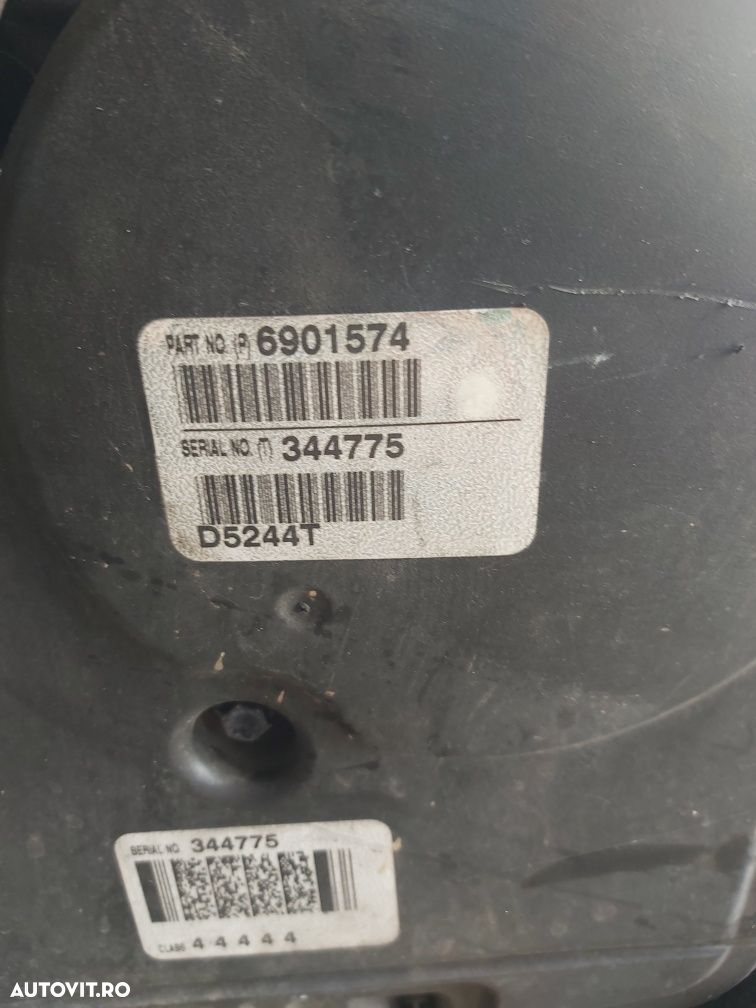 PART NO. (P) 6901574
SERIAL NO. (T) 344775
D5244T
SERIAL NO. 344775
CLASS 4 4 4 4 4
AUTOVIT.RO